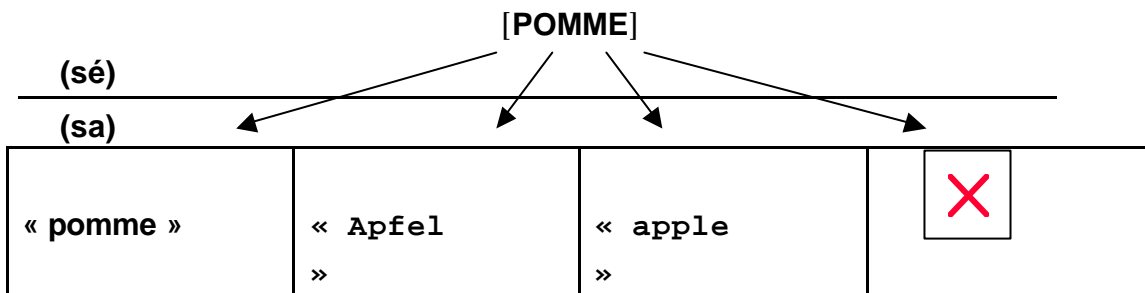 [POMME]
(sé)
(sa)
« pomme »
« Apfel
»
« apple
»